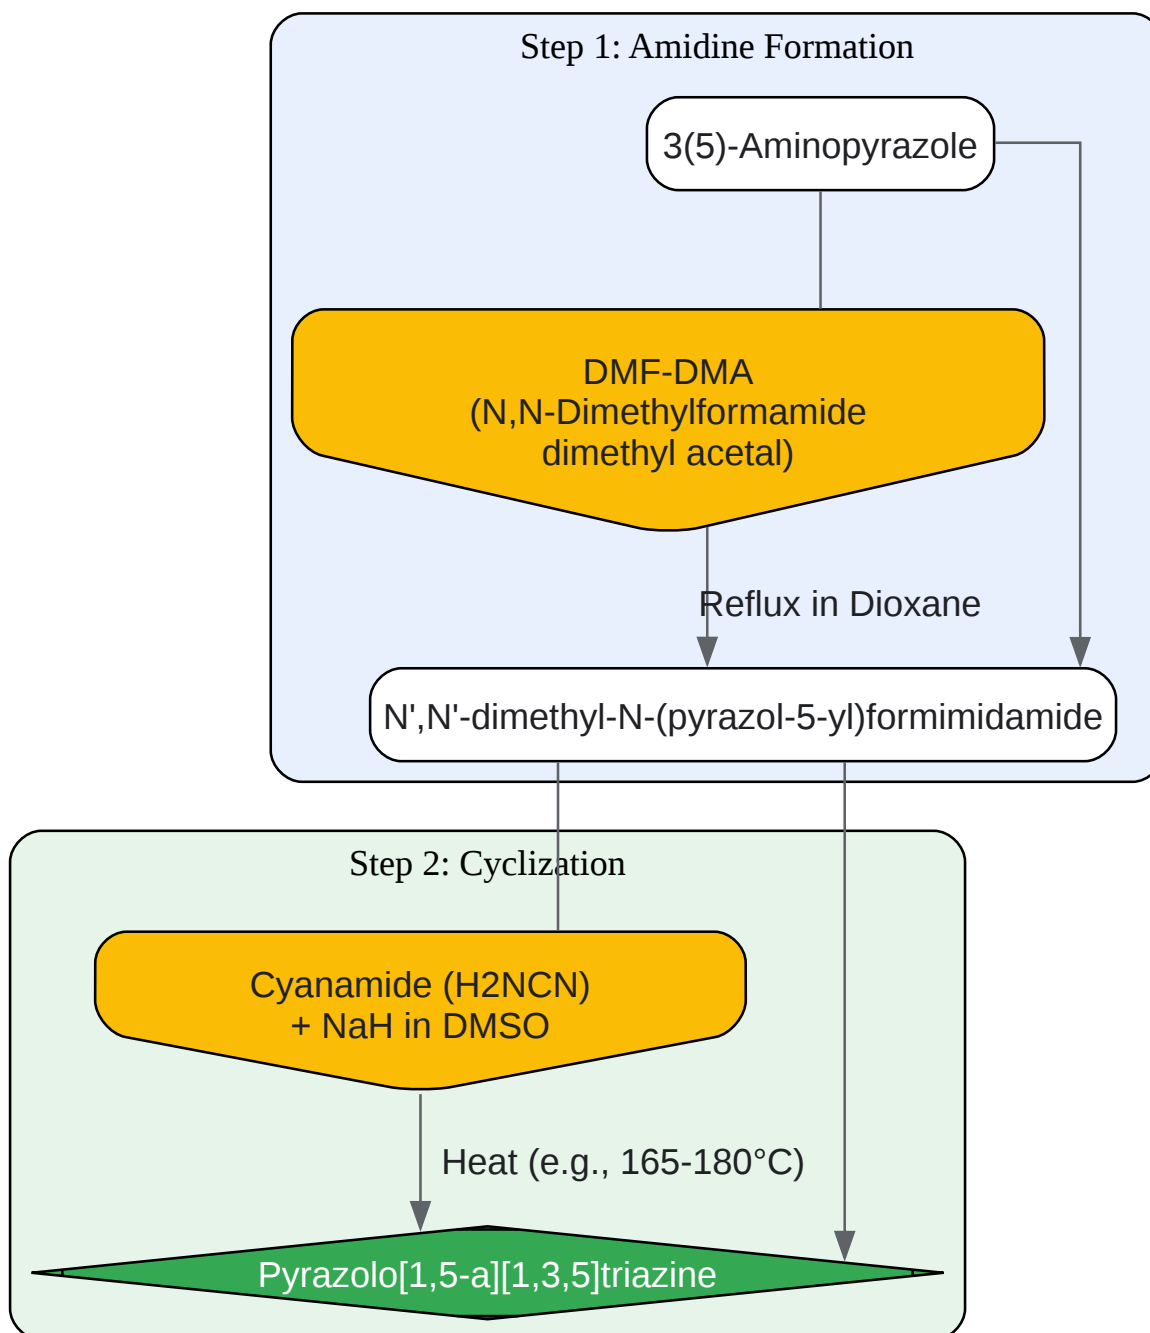 Step 1: Amidine Formation
3(5)-Aminopyrazole
DMF-DMA
(N,N-Dimethylformamide
dimethyl acetal)
Reflux in Dioxane
N',N'-dimethyl-N-(pyrazol-5-yl)formimidamide
Step 2: Cyclization
Cyanamide (H2NCN)
+ NaH in DMSO
Heat (e.g., 165-180°C)
Pyrazolo[1,5-a][1,3,5]triazine